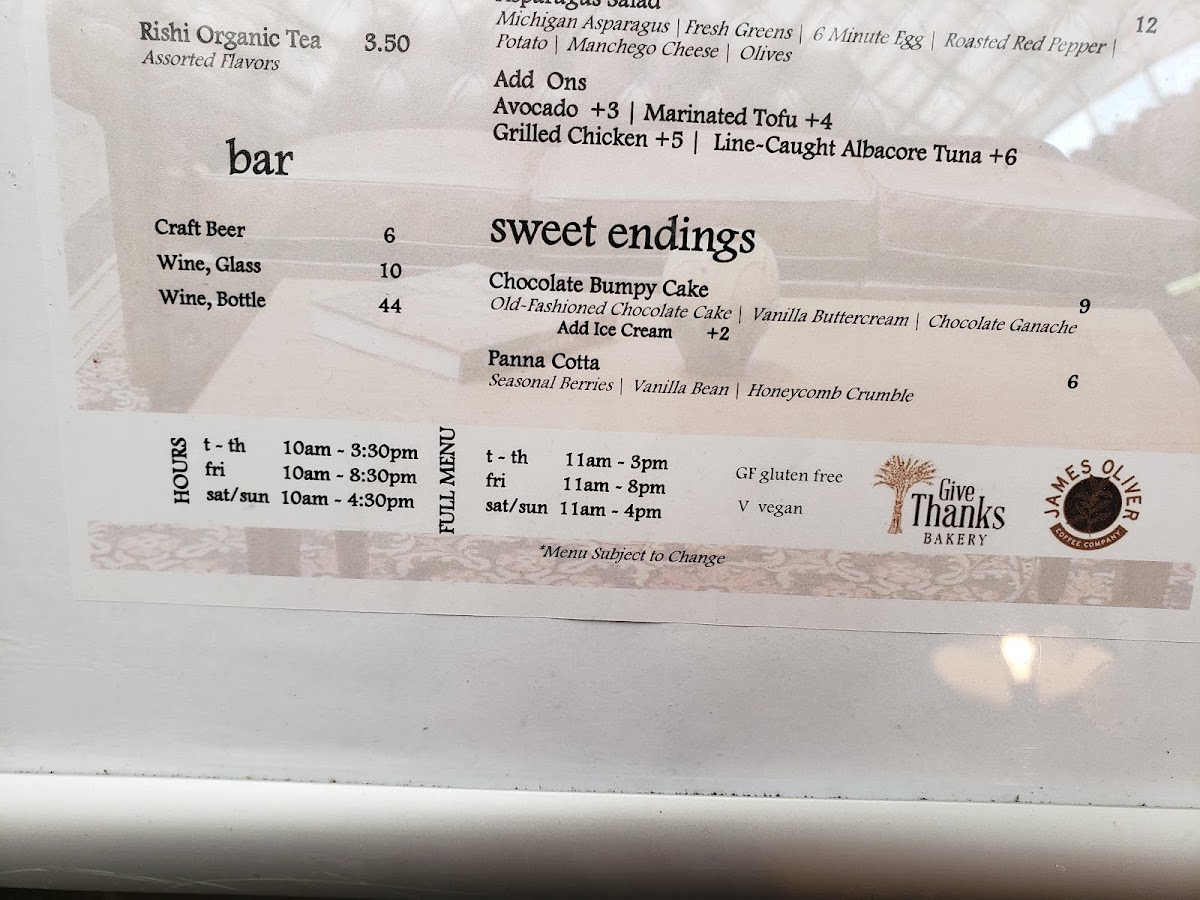 Rishi Organic Tea 3.50
Assorted Flavors
bar
Craft Beer 6
Wine, Glass 10
Wine, Bottle 44
Asparagus Salad 12
Michigan Asparagus | Fresh Greens | 6 Minute Egg | Roasted Red Pepper |
Potato | Manchego Cheese | Olives
Add Ons
Avocado +3 | Marinated Tofu +4
Grilled Chicken +5 | Line-Caught Albacore Tuna +6
sweet endings
Chocolate Bumpy Cake 9
Old-Fashioned Chocolate Cake | Vanilla Buttercream | Chocolate Ganache
Add Ice Cream +2
Panna Cotta 6
Seasonal Berries | Vanilla Bean | Honeycomb Crumble
HOURS
t - th 10am - 3:30pm
fri 10am - 8:30pm
sat/sun 10am - 4:30pm
FULL MENU
t - th 11am - 3pm
fri 11am - 8pm
sat/sun 11am - 4pm
GF gluten free
V vegan
Give
Thanks
BAKERY
JAMES OLIVER
COFFEE COMPANY
*Menu Subject to Change